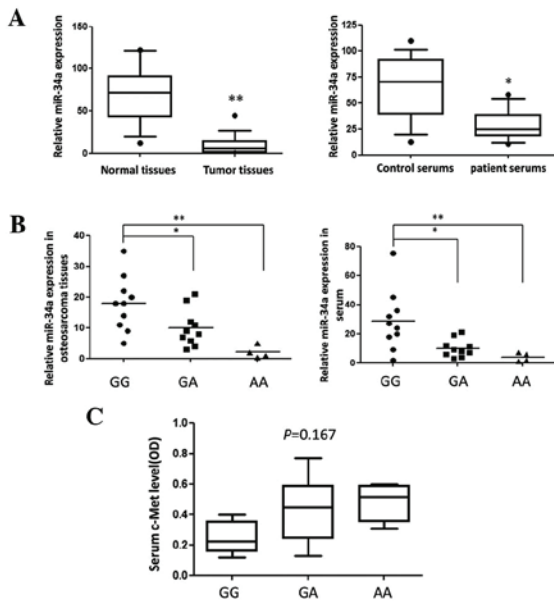 A
Relative miR-34a expression
150
100
50
0
**
Normal tissues
Tumor tissues
Relative miR-34a expression
125
100
75
50
25
0
*
Control serums
patient serums
B
Relative miR-34a expression in
osteosarcoma tissues
40
30
20
10
0
**
*
GG
GA
AA
Relative miR-34a expression in
serum
80
60
40
20
0
**
*
GG
GA
AA
C
Serum c-Met level(OD)
1.0
0.8
0.6
0.4
0.2
0.0
P=0.167
GG
GA
AA